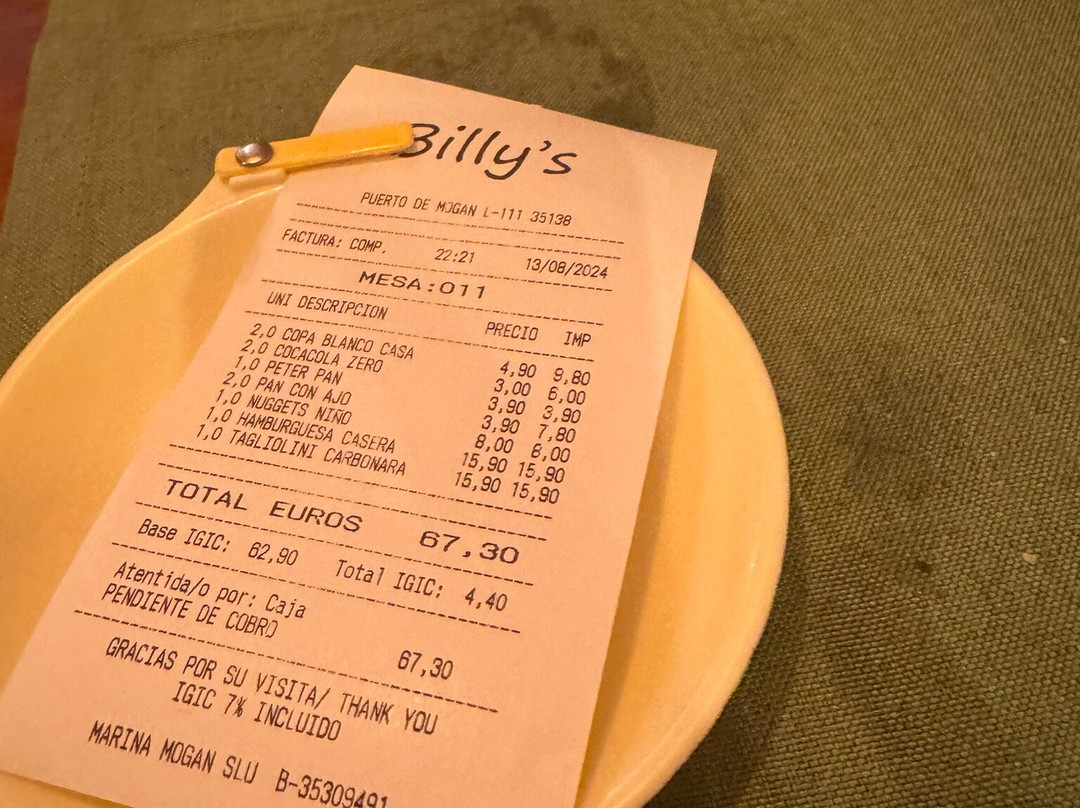 Billy's
PUERTO DE MOGAN L-111 35138
FACTURA: COMP. 22:21 13/08/2024
MESA:011
UNI DESCRIPCION PRECIO IMP
2,0 COPA BLANCO CASA 4,90 9,80
2,0 COCACOLA ZERO 3,00 6,00
1,0 PETER PAN 3,90 3,90
2,0 PAN CON AJO 3,90 7,80
1,0 NUGGETS NIÑO 8,00 8,00
1,0 HAMBURGUESA CASERA 15,90 15,90
1,0 TAGLIOLINI CARBONARA 15,90 15,90
TOTAL EUROS 67,30
Base IGIC: 62,90 Total IGIC: 4,40
Atentida/o por: Caja
PENDIENTE DE COBRO
67,30
GRACIAS POR SU VISITA/ THANK YOU
IGIC 7% INCLUIDO
MARINA MOGAN SLU B-35309491